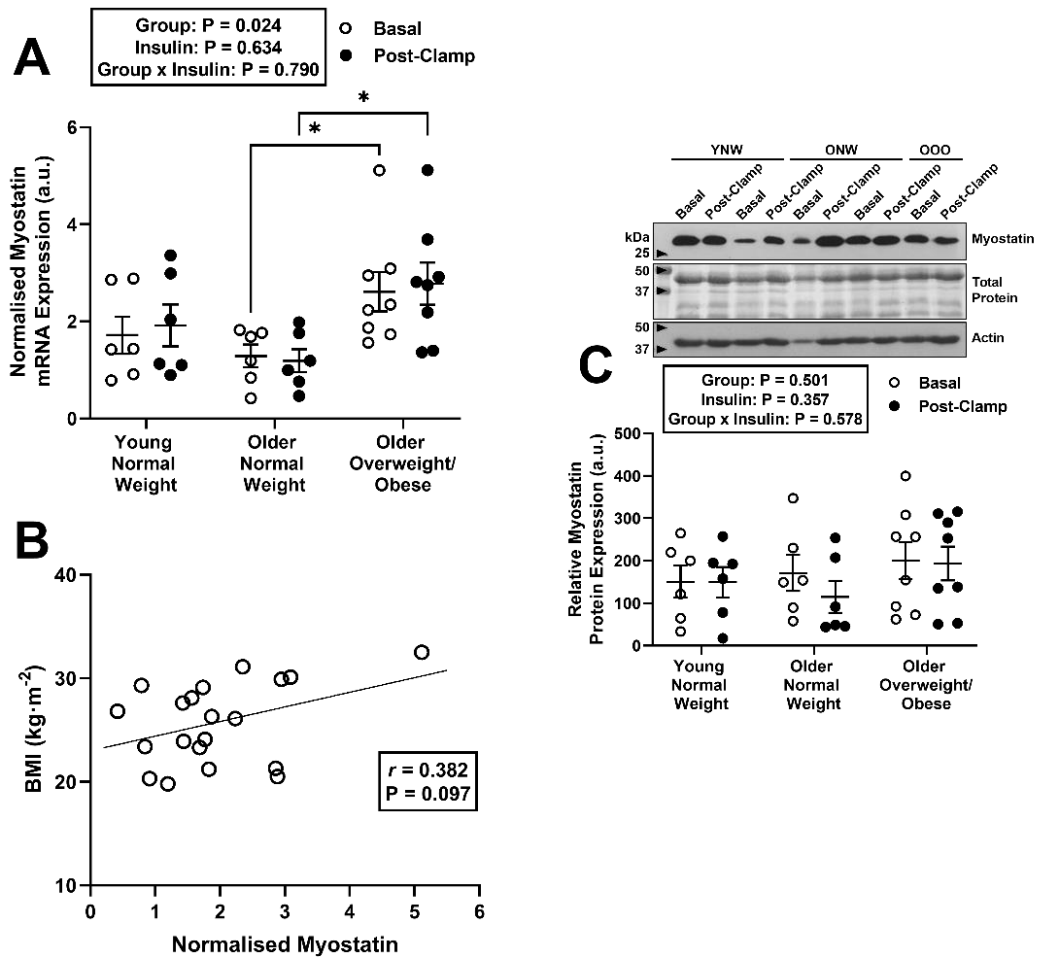 A
Group: P = 0.024
Insulin: P = 0.634
Group x Insulin: P = 0.790
Basal
Post-Clamp
*
*
Normalised Myostatin
mRNA Expression (a.u.)
6
4
2
0
Young
Normal
Weight
Older
Normal
Weight
Older
Overweight/
Obese
B
BMI (kg·m-2)
40
30
20
10
0 1 2 3 4 5 6
r = 0.382
P = 0.097
Normalised Myostatin
YNW ONW OOO
Basal
Post-Clamp
Basal
Post-Clamp
Basal
Post-Clamp
Basal
Post-Clamp
Basal
Post-Clamp
kDa
25
Myostatin
50
37
Total
Protein
50
37
Actin
C
Group: P = 0.501
Insulin: P = 0.357
Group x Insulin: P = 0.578
Basal
Post-Clamp
Relative Myostatin
Protein Expression (a.u.)
500
400
300
200
100
0
Young
Normal
Weight
Older
Normal
Weight
Older
Overweight/
Obese